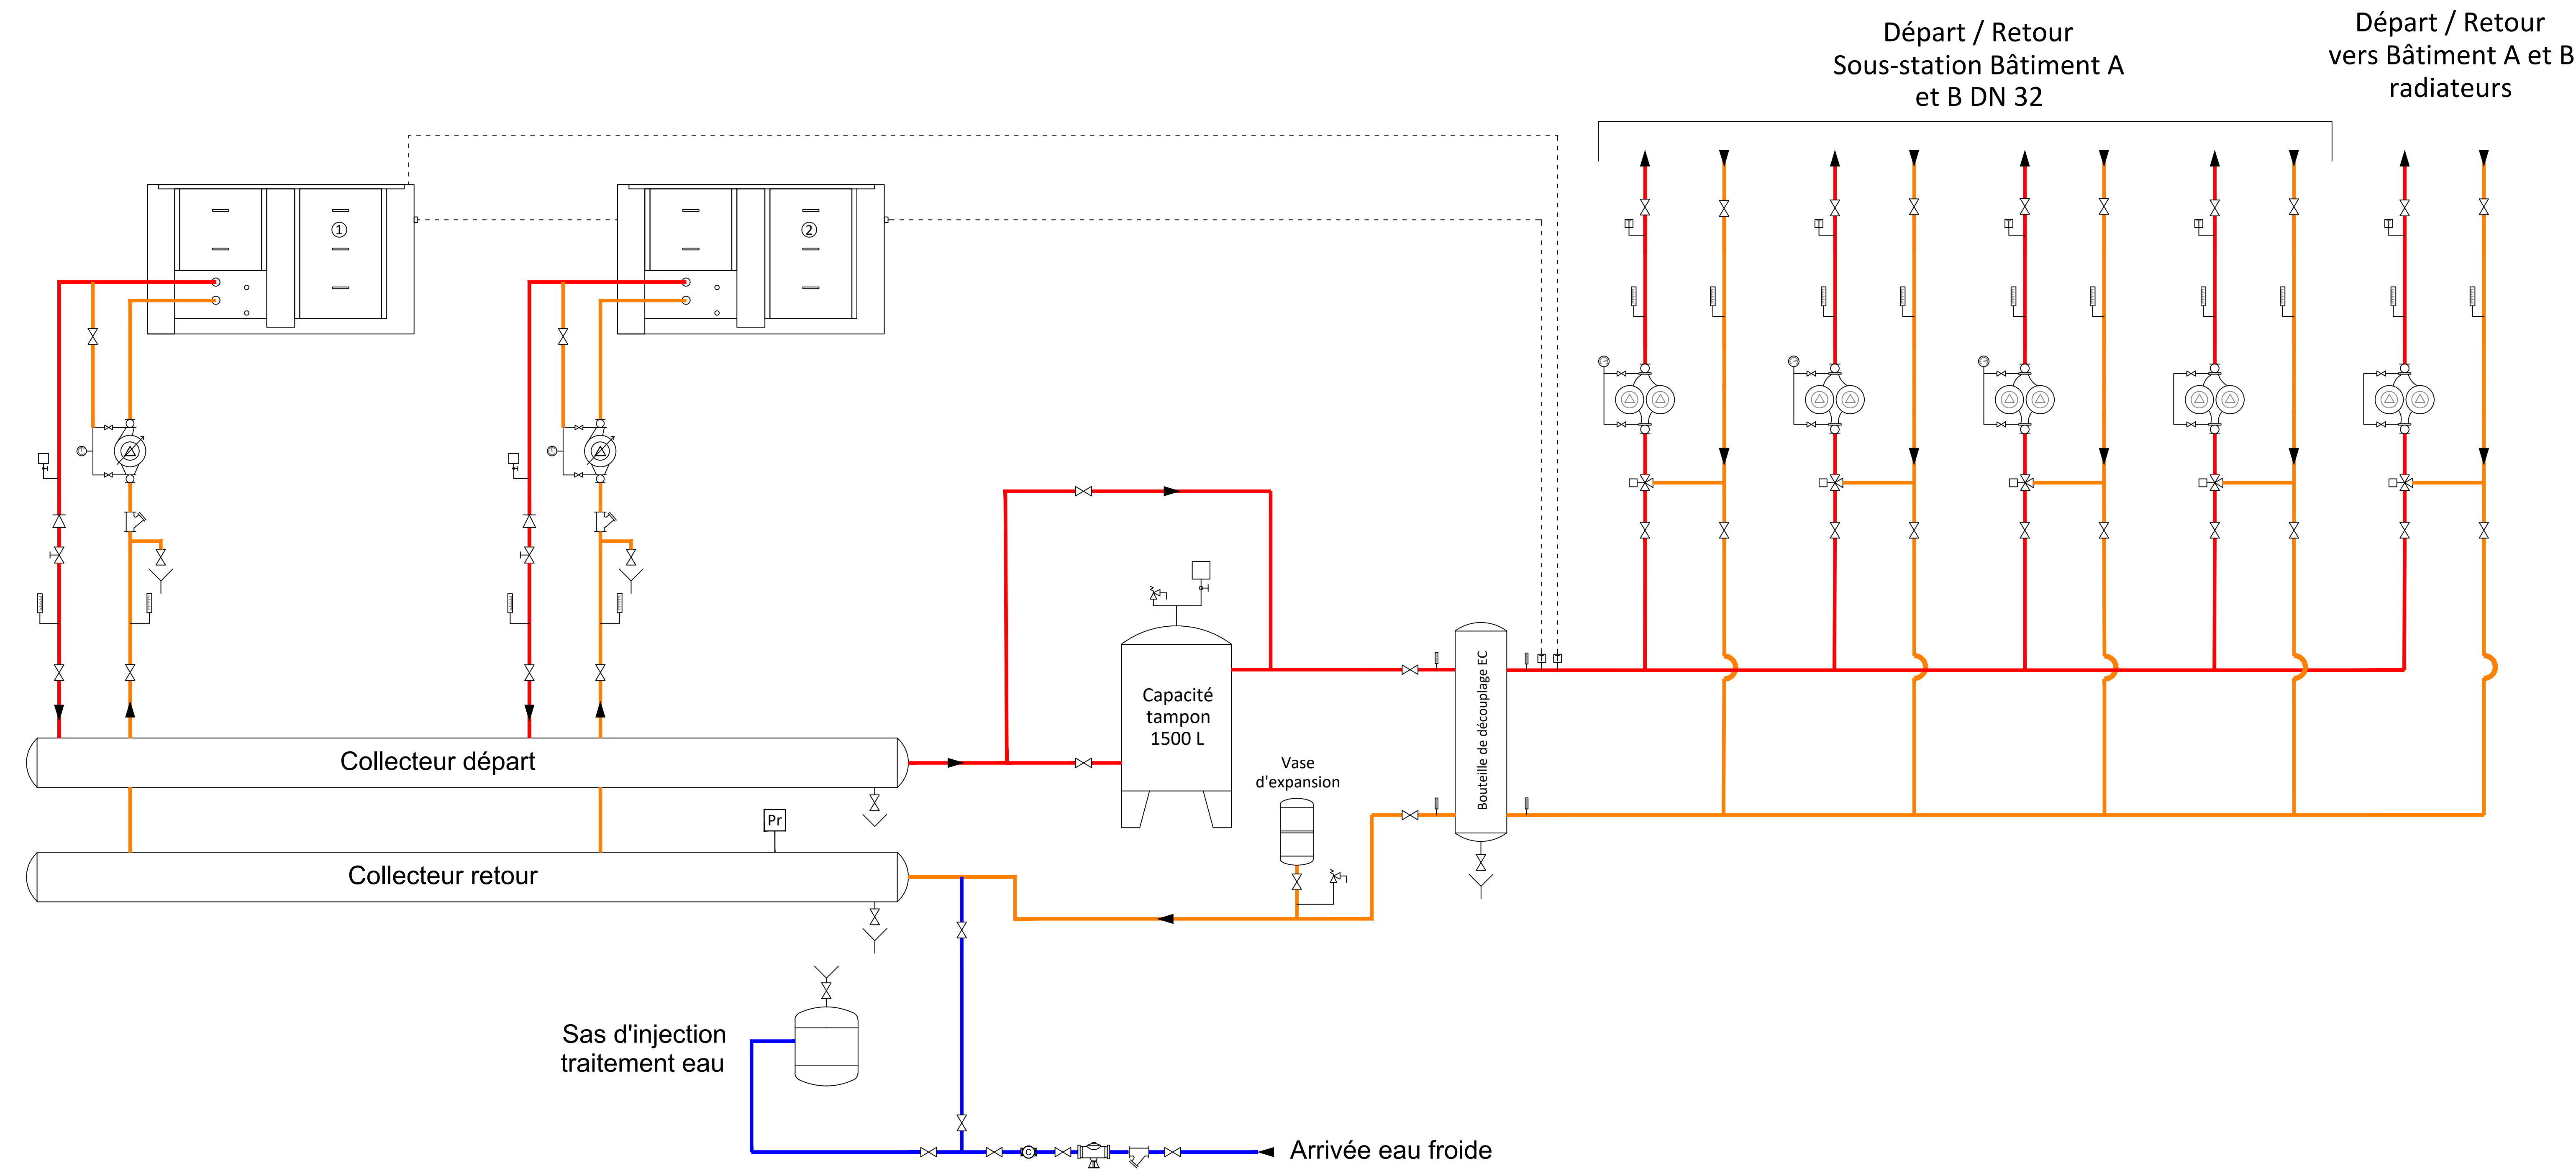 Départ / Retour
Sous-station Bâtiment A
et B DN 32
Départ / Retour
vers Bâtiment A et B
radiateurs
1
2
T
T
T
T
T
Capacité
tampon
1500 L
Bouteille de découplage EC
Collecteur départ
Vase
d'expansion
Pr
Collecteur retour
Sas d'injection
traitement eau
C
Arrivée eau froide